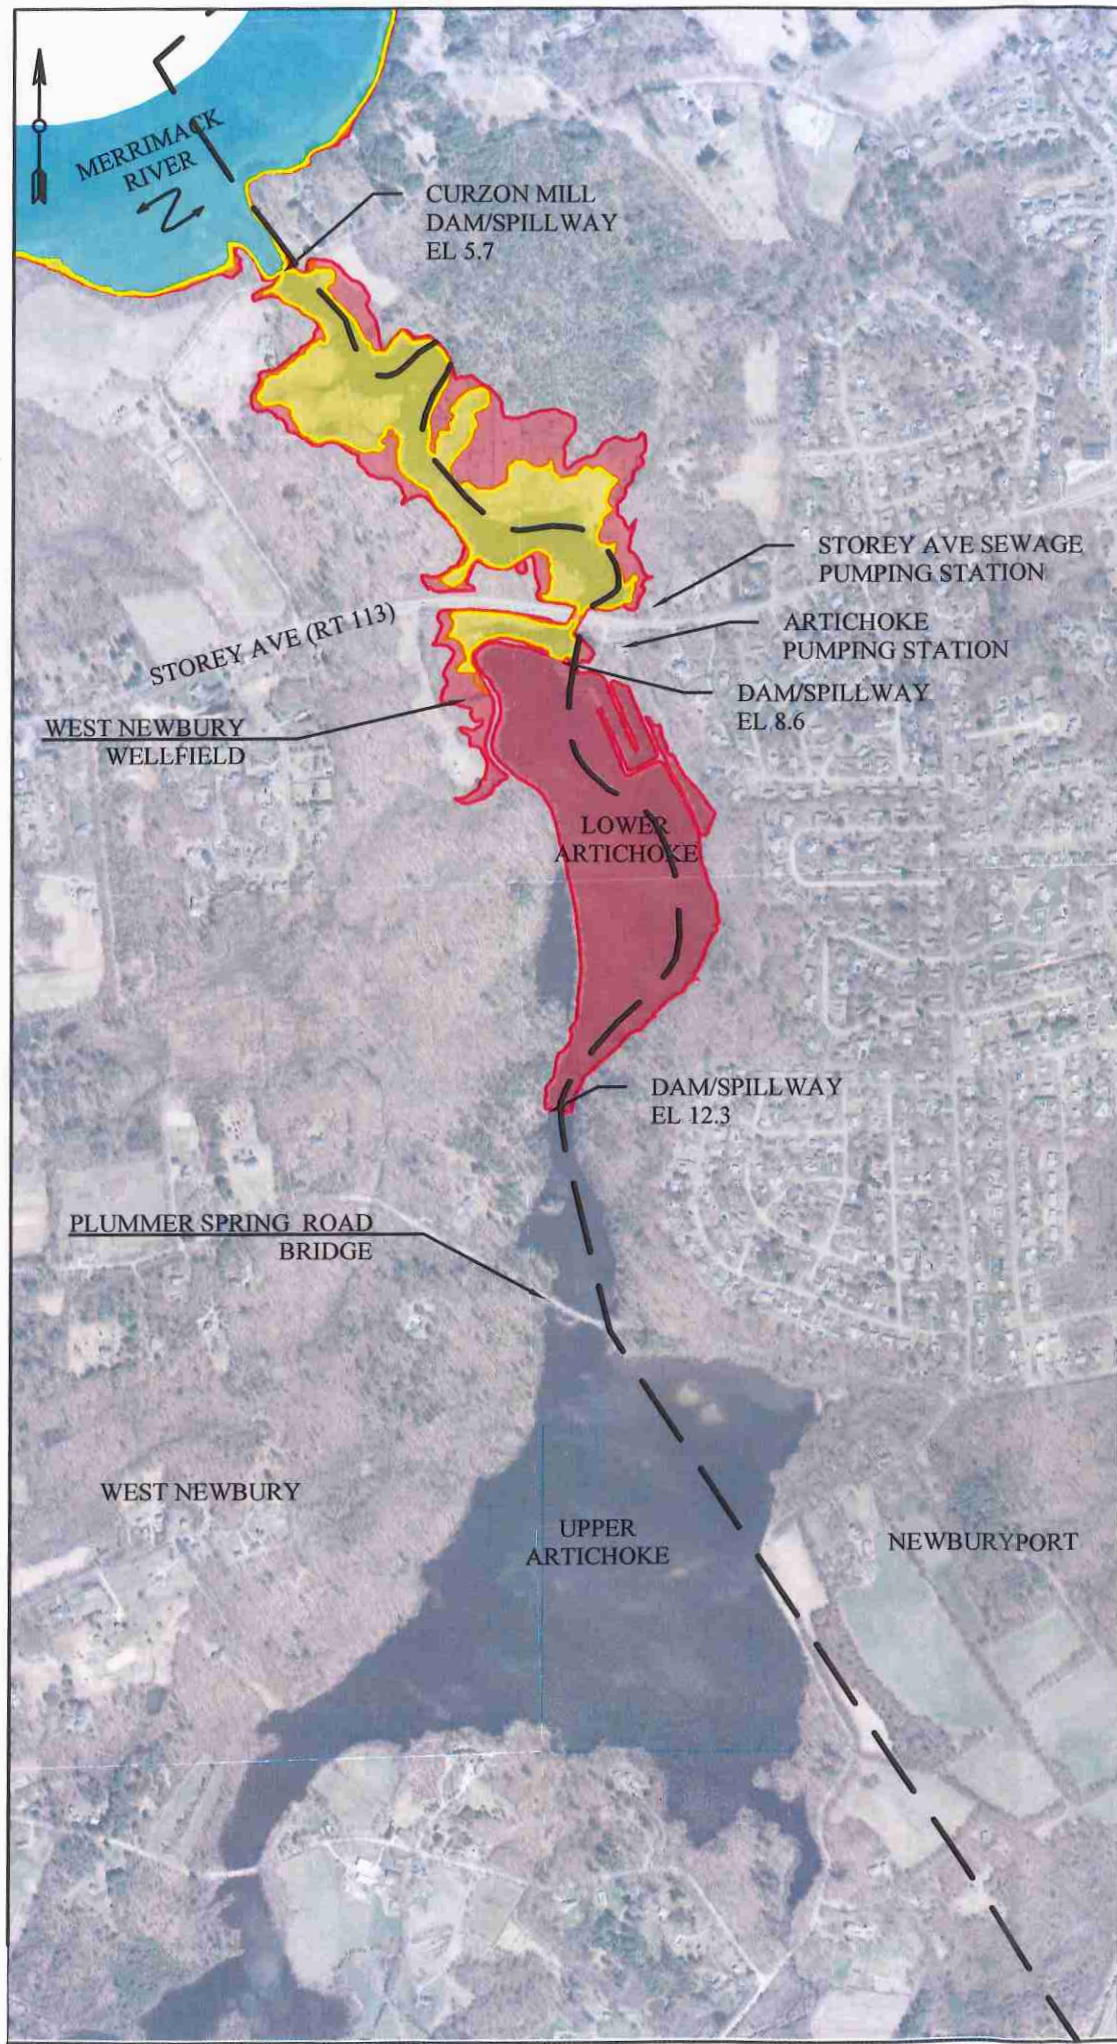 MERRIMACK
RIVER
CURZON MILL
DAM/SPILLWAY
EL 5.7
STOREY AVE SEWAGE
PUMPING STATION
STOREY AVE (RT 113)
ARTICHOKE
PUMPING STATION
DAM/SPILLWAY
EL 8.6
WEST NEWBURY
WELLFIELD
LOWER
ARTICHOKE
DAM/SPILLWAY
EL 12.3
PLUMMER SPRING ROAD
BRIDGE
WEST NEWBURY
UPPER
ARTICHOKE
NEWBURYPORT